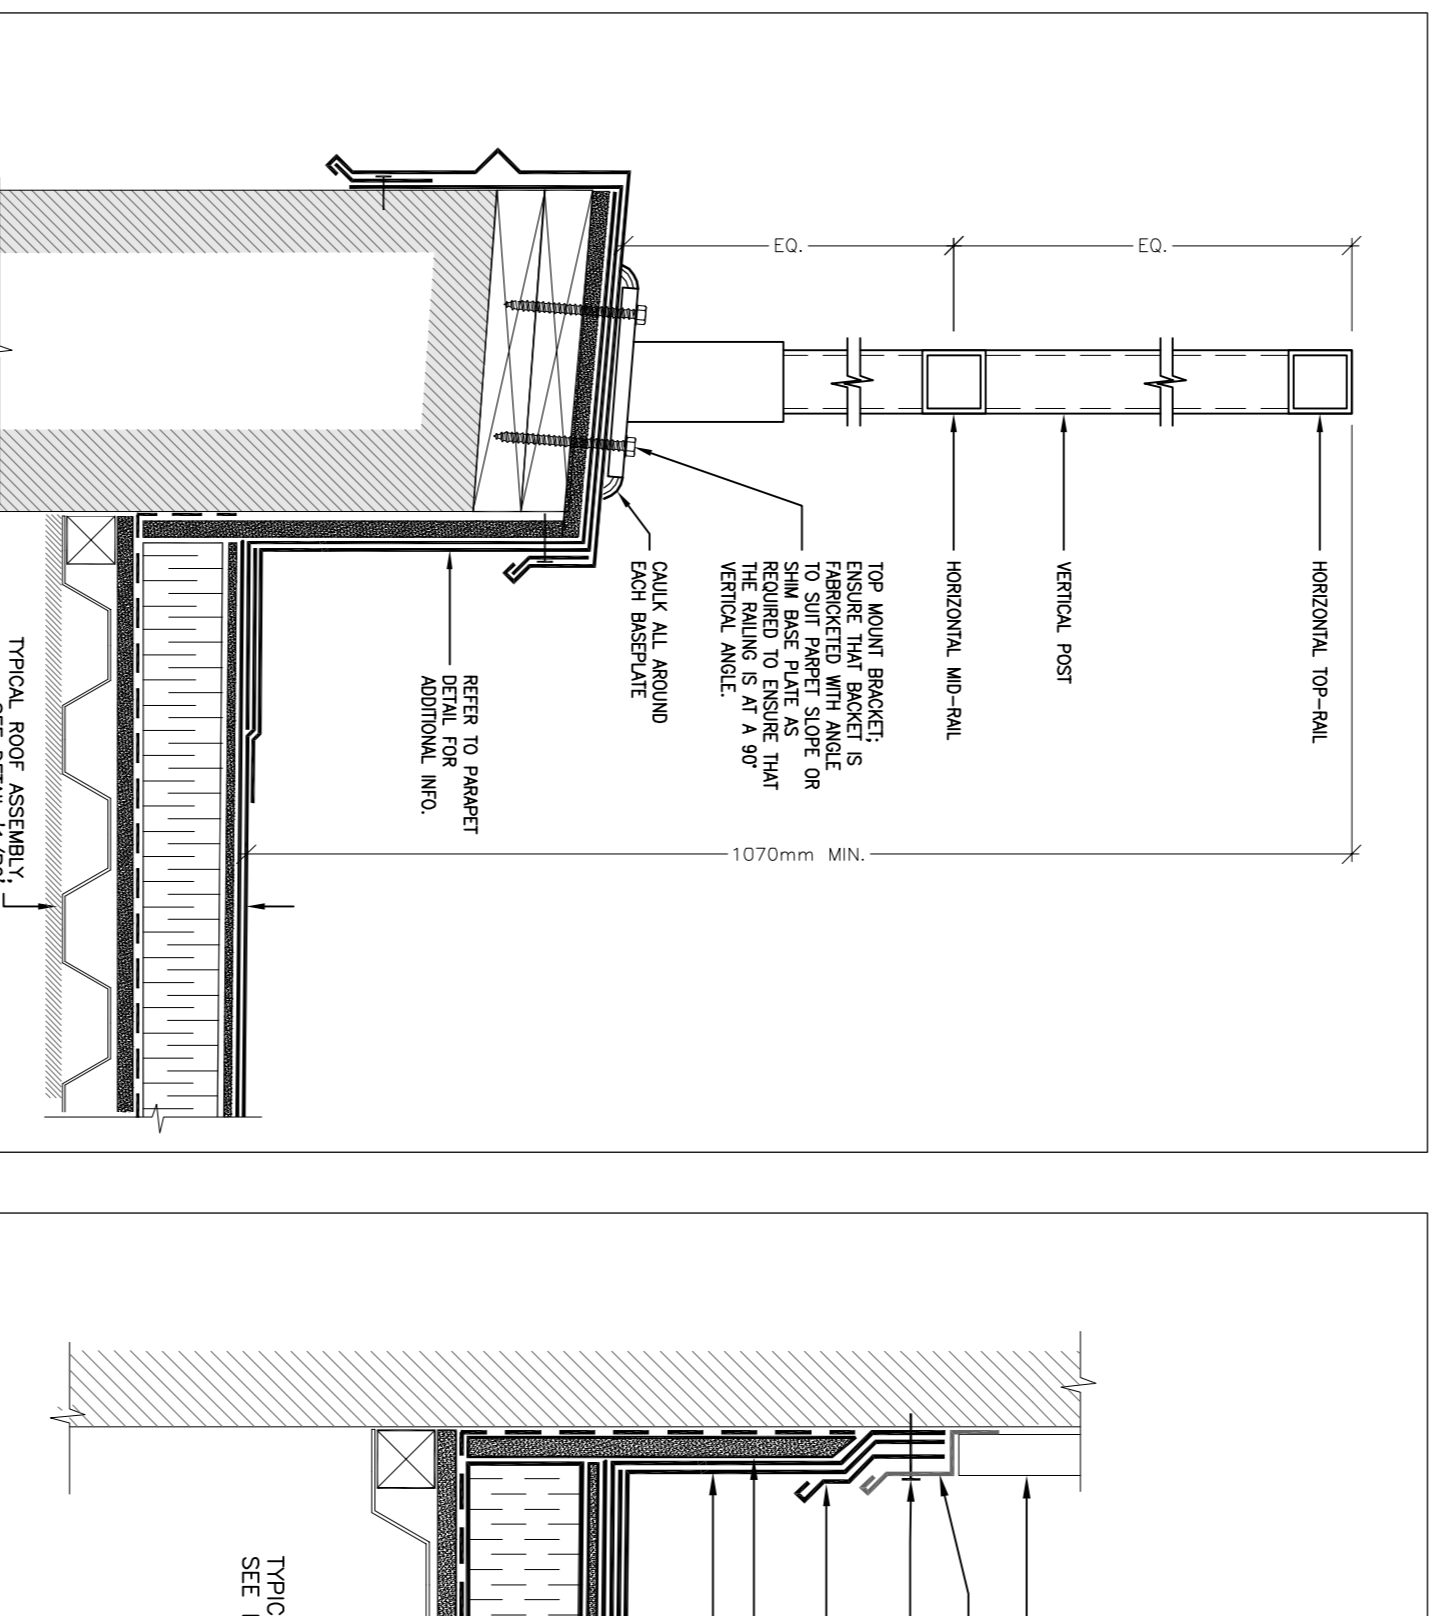 EQ.
EQ.
HORIZONTAL TOP-RAIL
VERTICAL POST
HORIZONTAL MID-RAIL
TOP MOUNT BRACKET;
ENSURE THAT BACKET IS
FABRICKETED WITH ANGLE
TO SUIT PARPET SLOPE OR
SHIM BASE PLATE AS
REQUIRED TO ENSURE THAT
THE RAILING IS AT A 90°
VERTICAL ANGLE.
CAULK ALL AROUND
EACH BASEPLATE
REFER TO PARAPET
DETAIL FOR
ADDITIONAL INFO.
1070mm MIN.
TYPICAL ROOF ASSEMBLY,
TYPIC
SEE